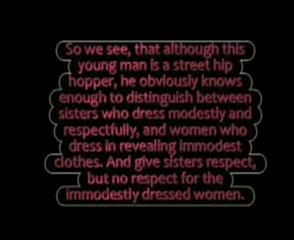 So we see, that although this
young man is a street hip
hopper, he obviously knows
enough to distinguish between
sisters who dress modestly and
respectfully, and women who
dress in revealing immodest
clothes. And give sisters respect,
but no respect for the
immodestly dressed women.